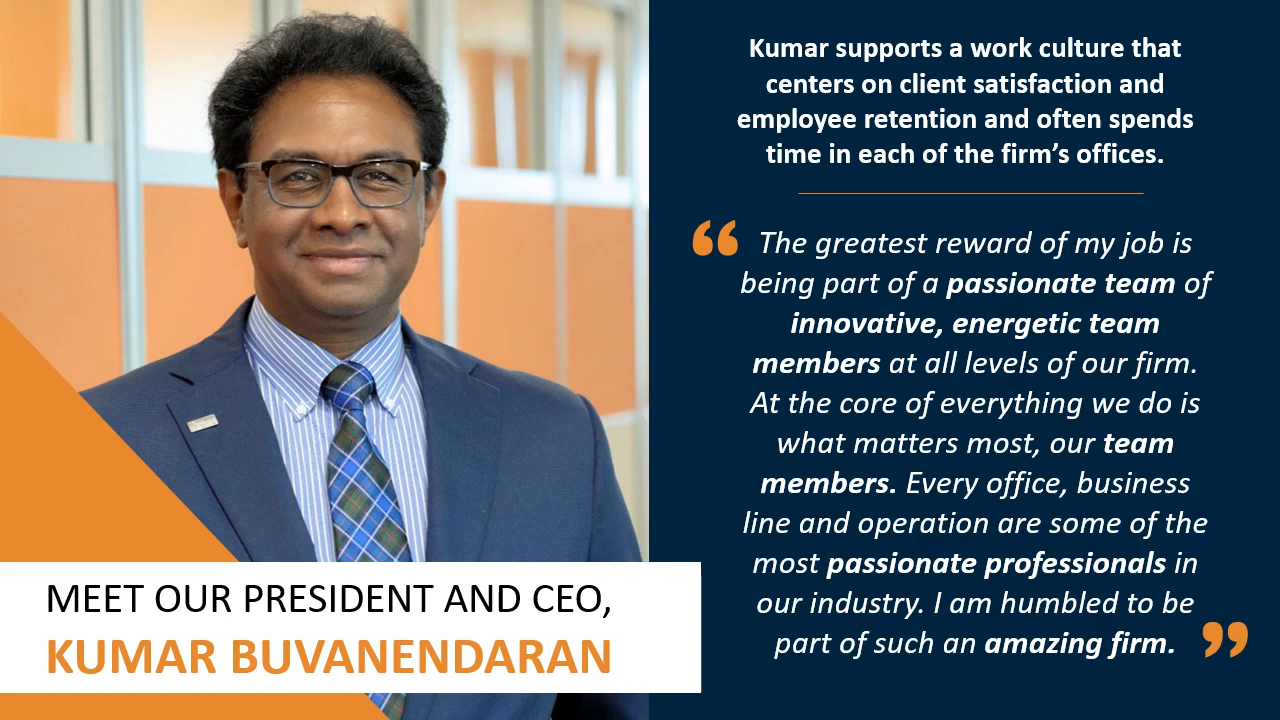 Kumar supports a work culture that
centers on client satisfaction and
employee retention and often spends
time in each of the firm’s offices.
“ The greatest reward of my job is
being part of a passionate team of
innovative, energetic team
members at all levels of our firm.
At the core of everything we do is
what matters most, our team
members. Every office, business
line and operation are some of the
most passionate professionals in
our industry. I am humbled to be
part of such an amazing firm. ”
MEET OUR PRESIDENT AND CEO,
KUMAR BUVANENDARAN